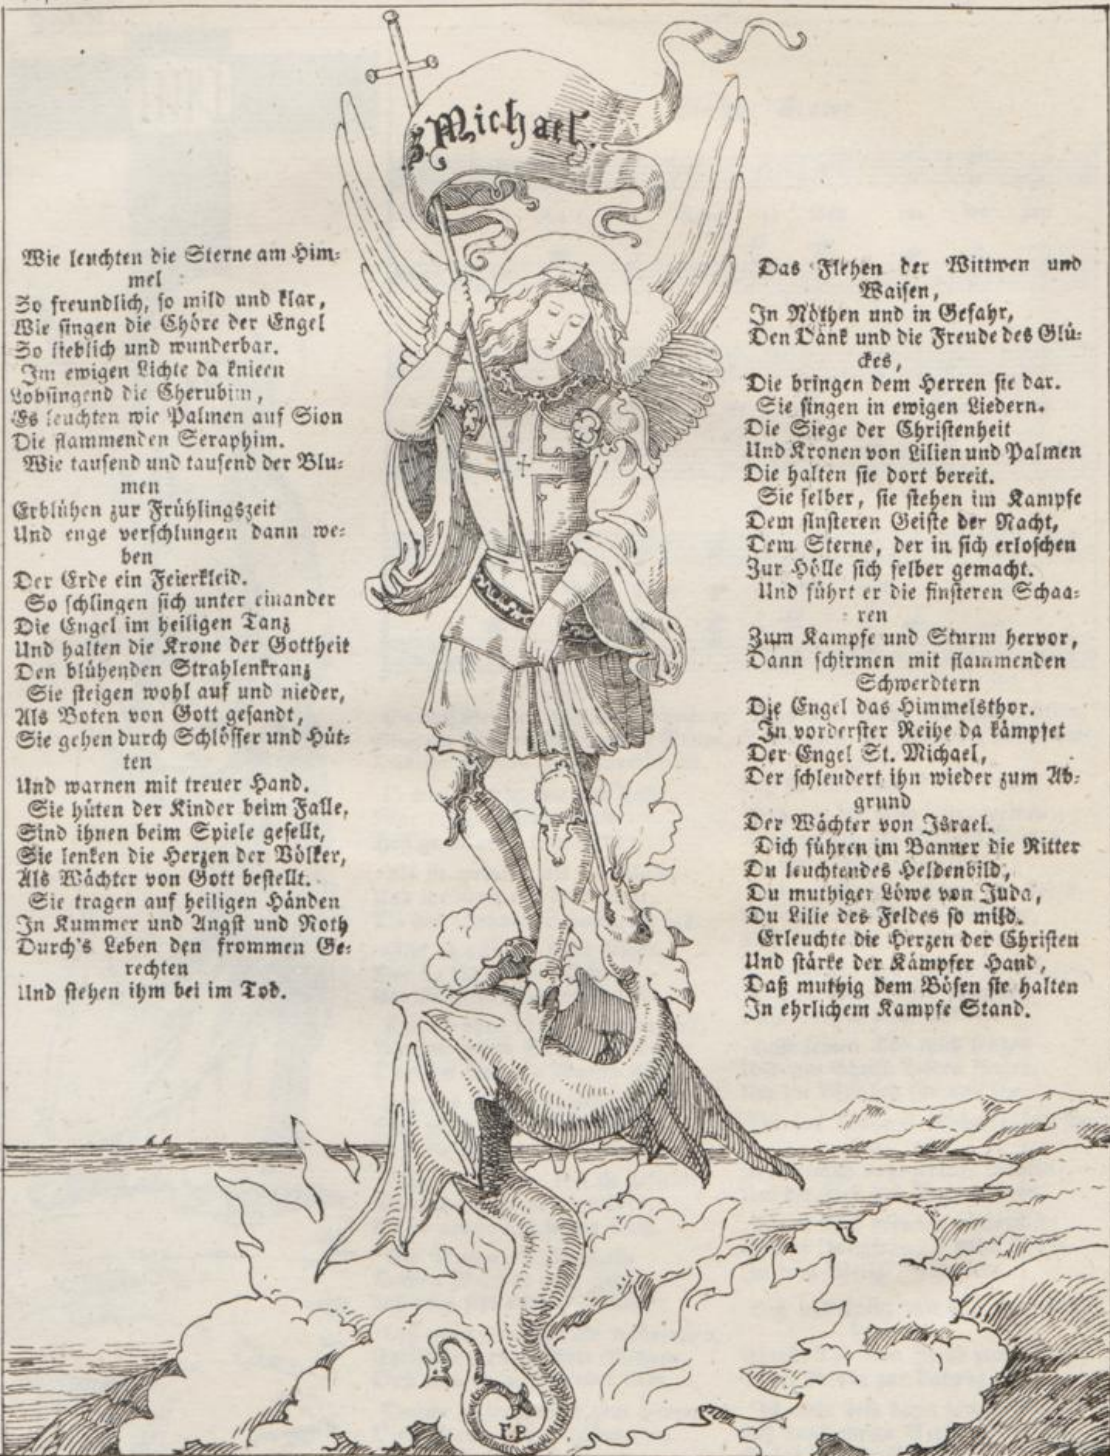 S. Michael.
Wie leuchten die Sterne am Him-
mel
So freundlich, so mild und klar,
Wie singen die Chöre der Engel
So lieblich und wunderbar.
Im ewigen Lichte da knieen
Lobsingend die Cherubim,
Es leuchten wie Palmen auf Sion
Die flammenden Seraphim.
Wie tausend und tausend der Blu-
men
Erblühen zur Frühlingszeit
Und enge verschlungen dann we-
ben
Der Erde ein Feierkleid.
So schlingen sich unter einander
Die Engel im heiligen Tanz
Und halten die Krone der Gottheit
Den blühenden Strahlenkranz
Sie steigen wohl auf und nieder,
Als Boten von Gott gesandt,
Sie gehen durch Schlösser und Hüt-
ten
Und warnen mit treuer Hand.
Sie hüten der Kinder beim Falle,
Sind ihnen beim Spiele gesellt,
Sie lenken die Herzen der Völker,
Als Wächter von Gott bestellt.
Sie tragen auf heiligen Händen
In Kummer und Angst und Noth
Durch's Leben den frommen Ge-
rechten
Und stehen ihm bei im Tod.
Das Flehen der Wittwen und
Waisen,
In Nöthen und in Gefahr,
Den Dank und die Freude des Glü-
ckes,
Die bringen dem Herren sie dar.
Sie singen in ewigen Liedern.
Die Siege der Christenheit
Und Kronen von Lilien und Palmen
Die halten sie dort bereit.
Sie selber, sie stehen im Kampfe
Dem finsteren Geiste der Nacht,
Dem Sterne, der in sich erloschen
Zur Hölle sich selber gemacht.
Und führt er die finsteren Schaa-
ren
Zum Kampfe und Sturm hervor,
Dann schirmen mit flammenden
Schwerdtern
Die Engel das Himmelsthor.
In vorderster Reihe da kämpfet
Der Engel St. Michael,
Der schleudert ihn wieder zum Ab-
grund
Der Wächter von Israel.
Dich führen im Banner die Ritter
Du leuchtendes Heldenbild,
Du muthiger Löwe von Juda,
Du Lilie des Feldes so mild.
Erleuchte die Herzen der Christen
Und stärke der Kämpfer Hand,
Daß muthig dem Bösen sie halten
In ehrlichem Kampfe Stand.
F.P.